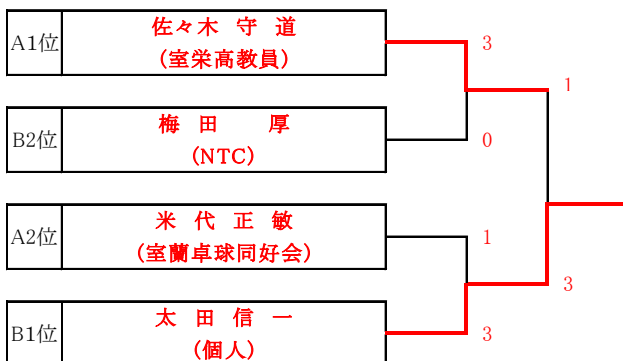 A1位
佐々木 守 道
(室栄高教員)
3
1
B2位
梅 田 厚
(NTC)
0
A2位
米 代 正 敏
(室蘭卓球同好会)
1
3
B1位
太 田 信 一
(個人)
3